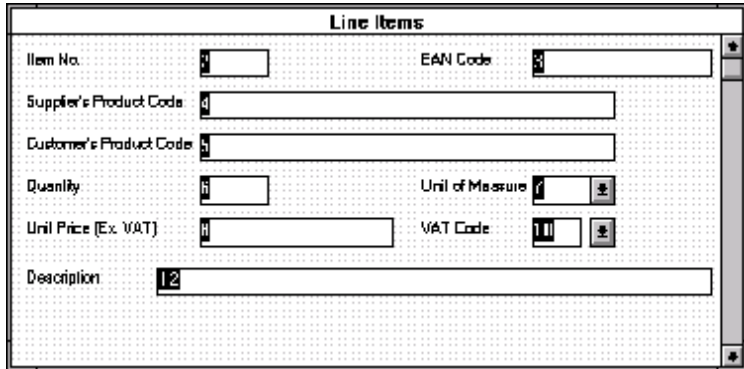 Line Items
Item No. 2 EAN Code 3
Supplier's Product Code 4
Customer's Product Code 5
Quantity 6 Unit of Measure 7
Unit Price (Ex. VAT) 8 VAT Code 10
Description 12